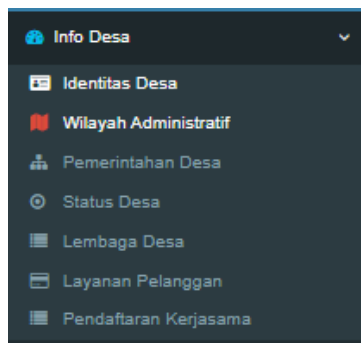 Info Desa
Identitas Desa
Wilayah Administratif
Pemerintahan Desa
Status Desa
Lembaga Desa
Layanan Pelanggan
Pendaftaran Kerjasama